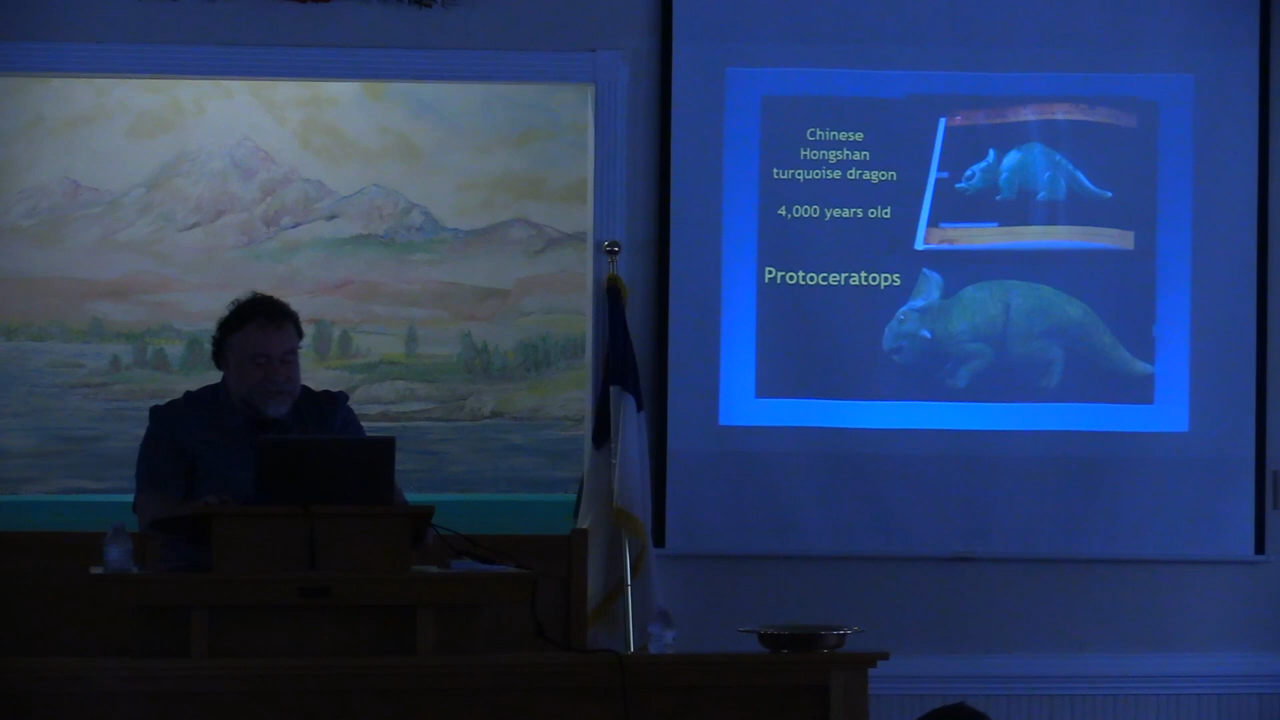 Chinese
Hongshan
turquoise dragon
4,000 years old
Protoceratops